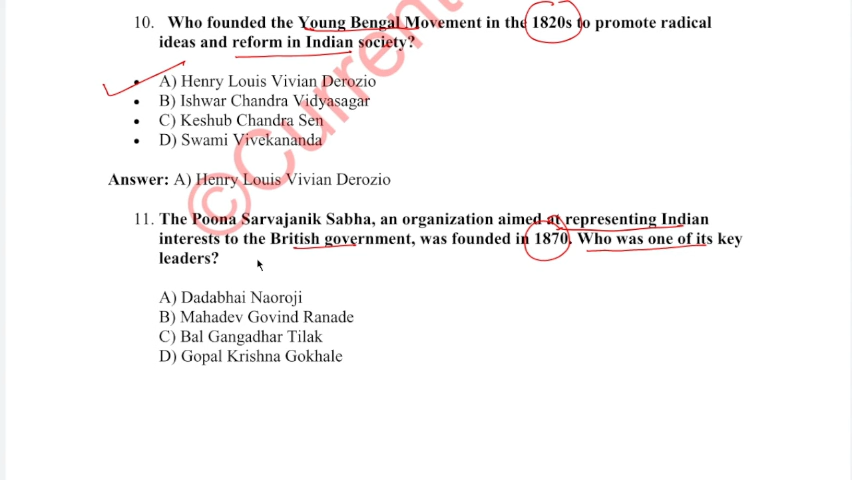 10. Who founded the Young Bengal Movement in the 1820s to promote radical
ideas and reform in Indian society?
• A) Henry Louis Vivian Derozio
• B) Ishwar Chandra Vidyasagar
• C) Keshub Chandra Sen
• D) Swami Vivekananda
Answer: A) Henry Louis Vivian Derozio
©Current
11. The Poona Sarvajanik Sabha, an organization aimed at representing Indian
interests to the British government, was founded in 1870. Who was one of its key
leaders?
A) Dadabhai Naoroji
B) Mahadev Govind Ranade
C) Bal Gangadhar Tilak
D) Gopal Krishna Gokhale